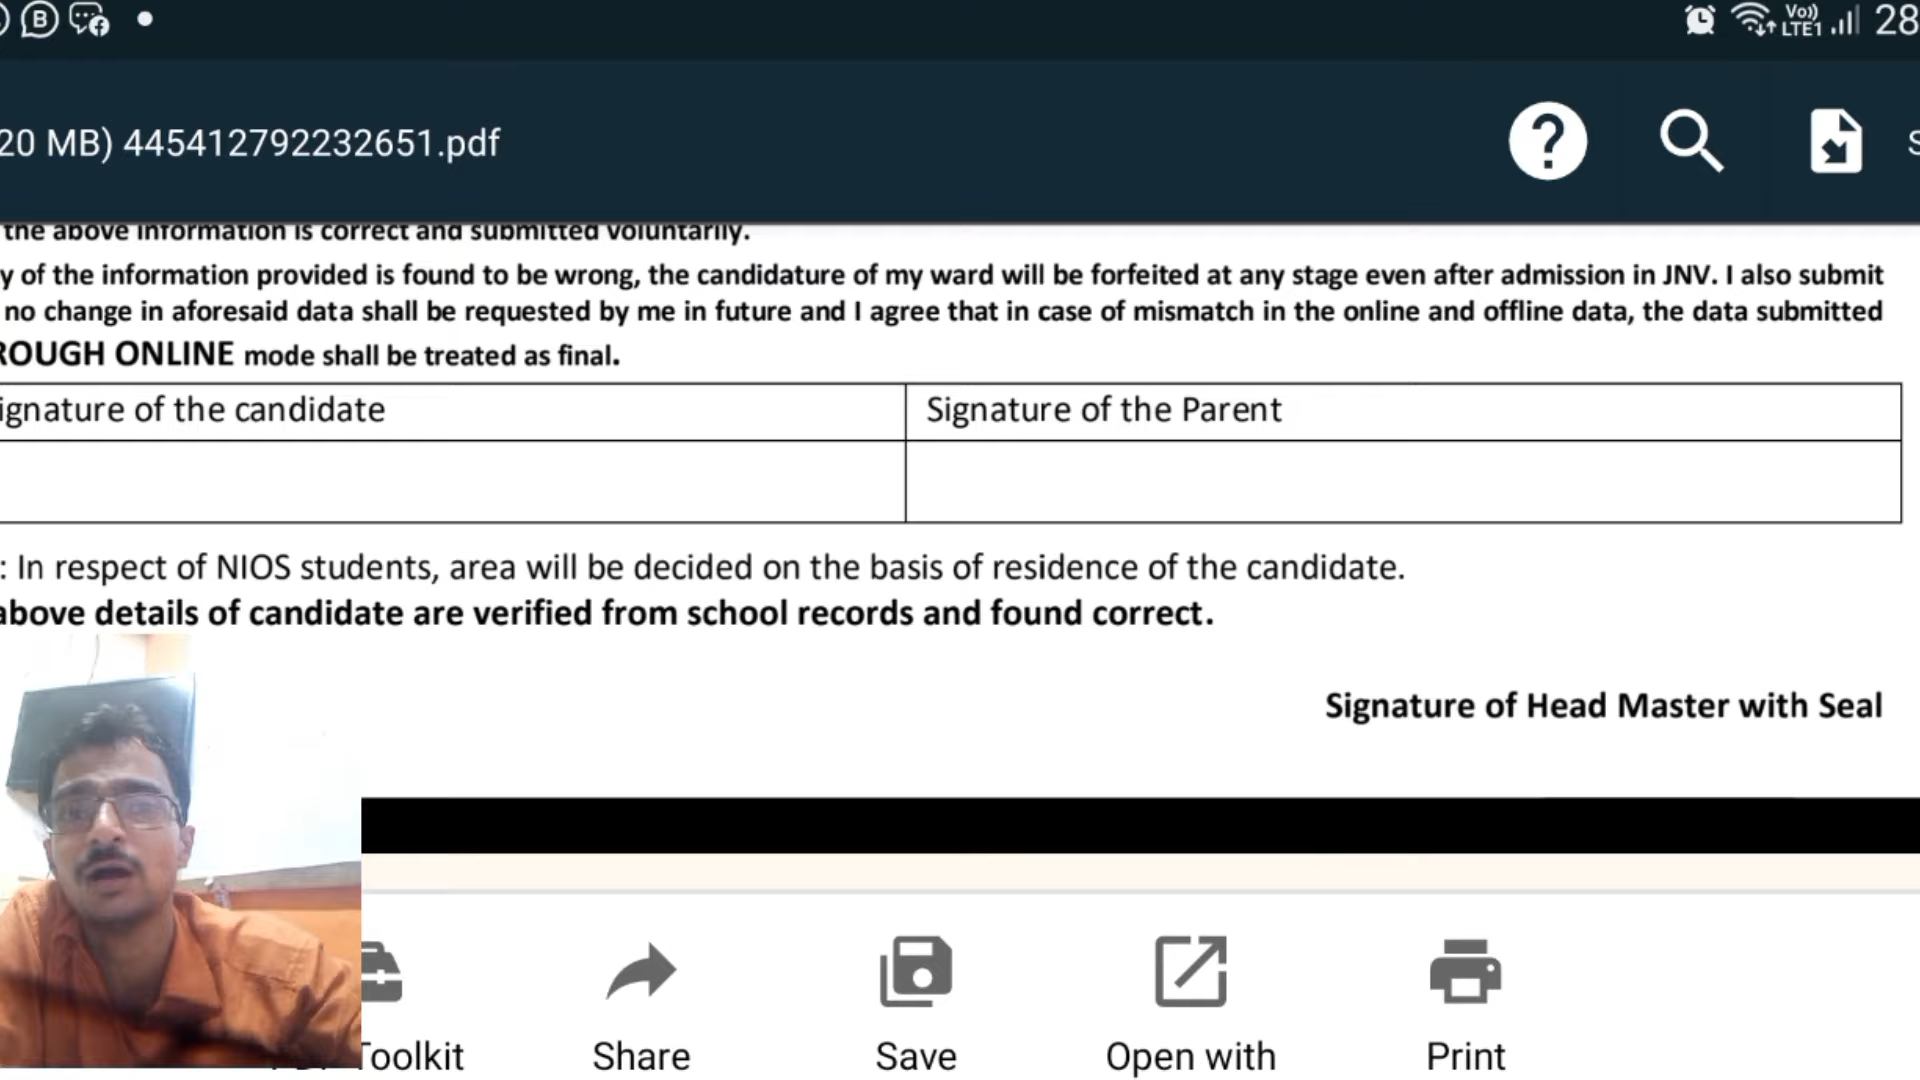 B
Vo))
LTE1
28
20 MB) 445412792232651.pdf
?
the above information is correct and submitted voluntarily.
y of the information provided is found to be wrong, the candidature of my ward will be forfeited at any stage even after admission in JNV. I also submit
no change in aforesaid data shall be requested by me in future and I agree that in case of mismatch in the online and offline data, the data submitted
ROUGH ONLINE mode shall be treated as final.
ignature of the candidate
Signature of the Parent
: In respect of NIOS students, area will be decided on the basis of residence of the candidate.
above details of candidate are verified from school records and found correct.
Signature of Head Master with Seal
Toolkit
Share
Save
Open with
Print